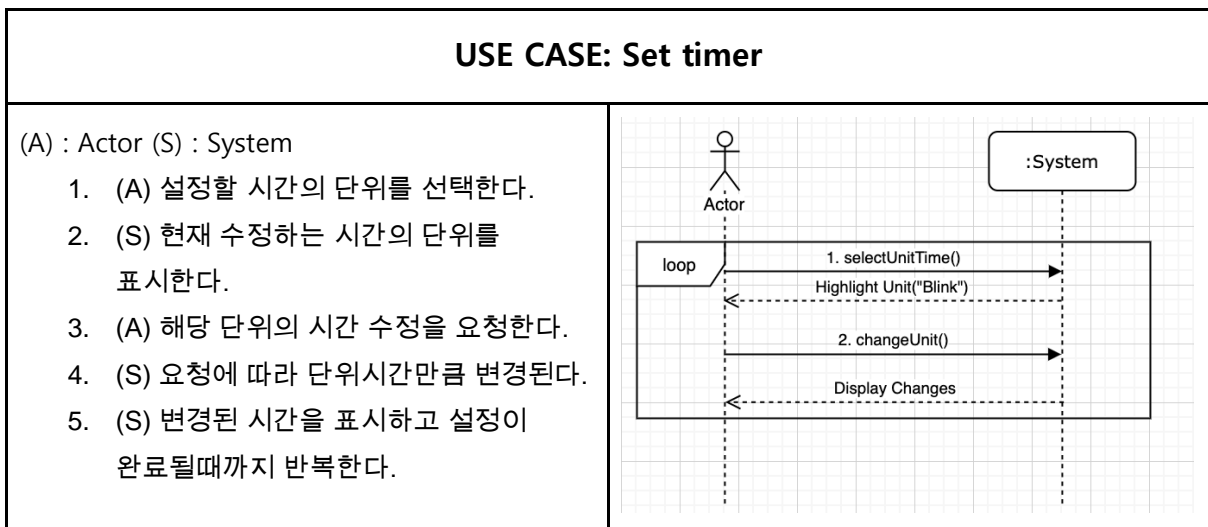 USE CASE: Set timer
(A) : Actor (S) : System
1. (A) 설정할 시간의 단위를 선택한다.
2. (S) 현재 수정하는 시간의 단위를
표시한다.
3. (A) 해당 단위의 시간 수정을 요청한다.
4. (S) 요청에 따라 단위시간만큼 변경된다.
5. (S) 변경된 시간을 표시하고 설정이
완료될때까지 반복한다.
:System
Actor
loop
1. selectUnitTime()
Highlight Unit("Blink")
2. changeUnit()
Display Changes